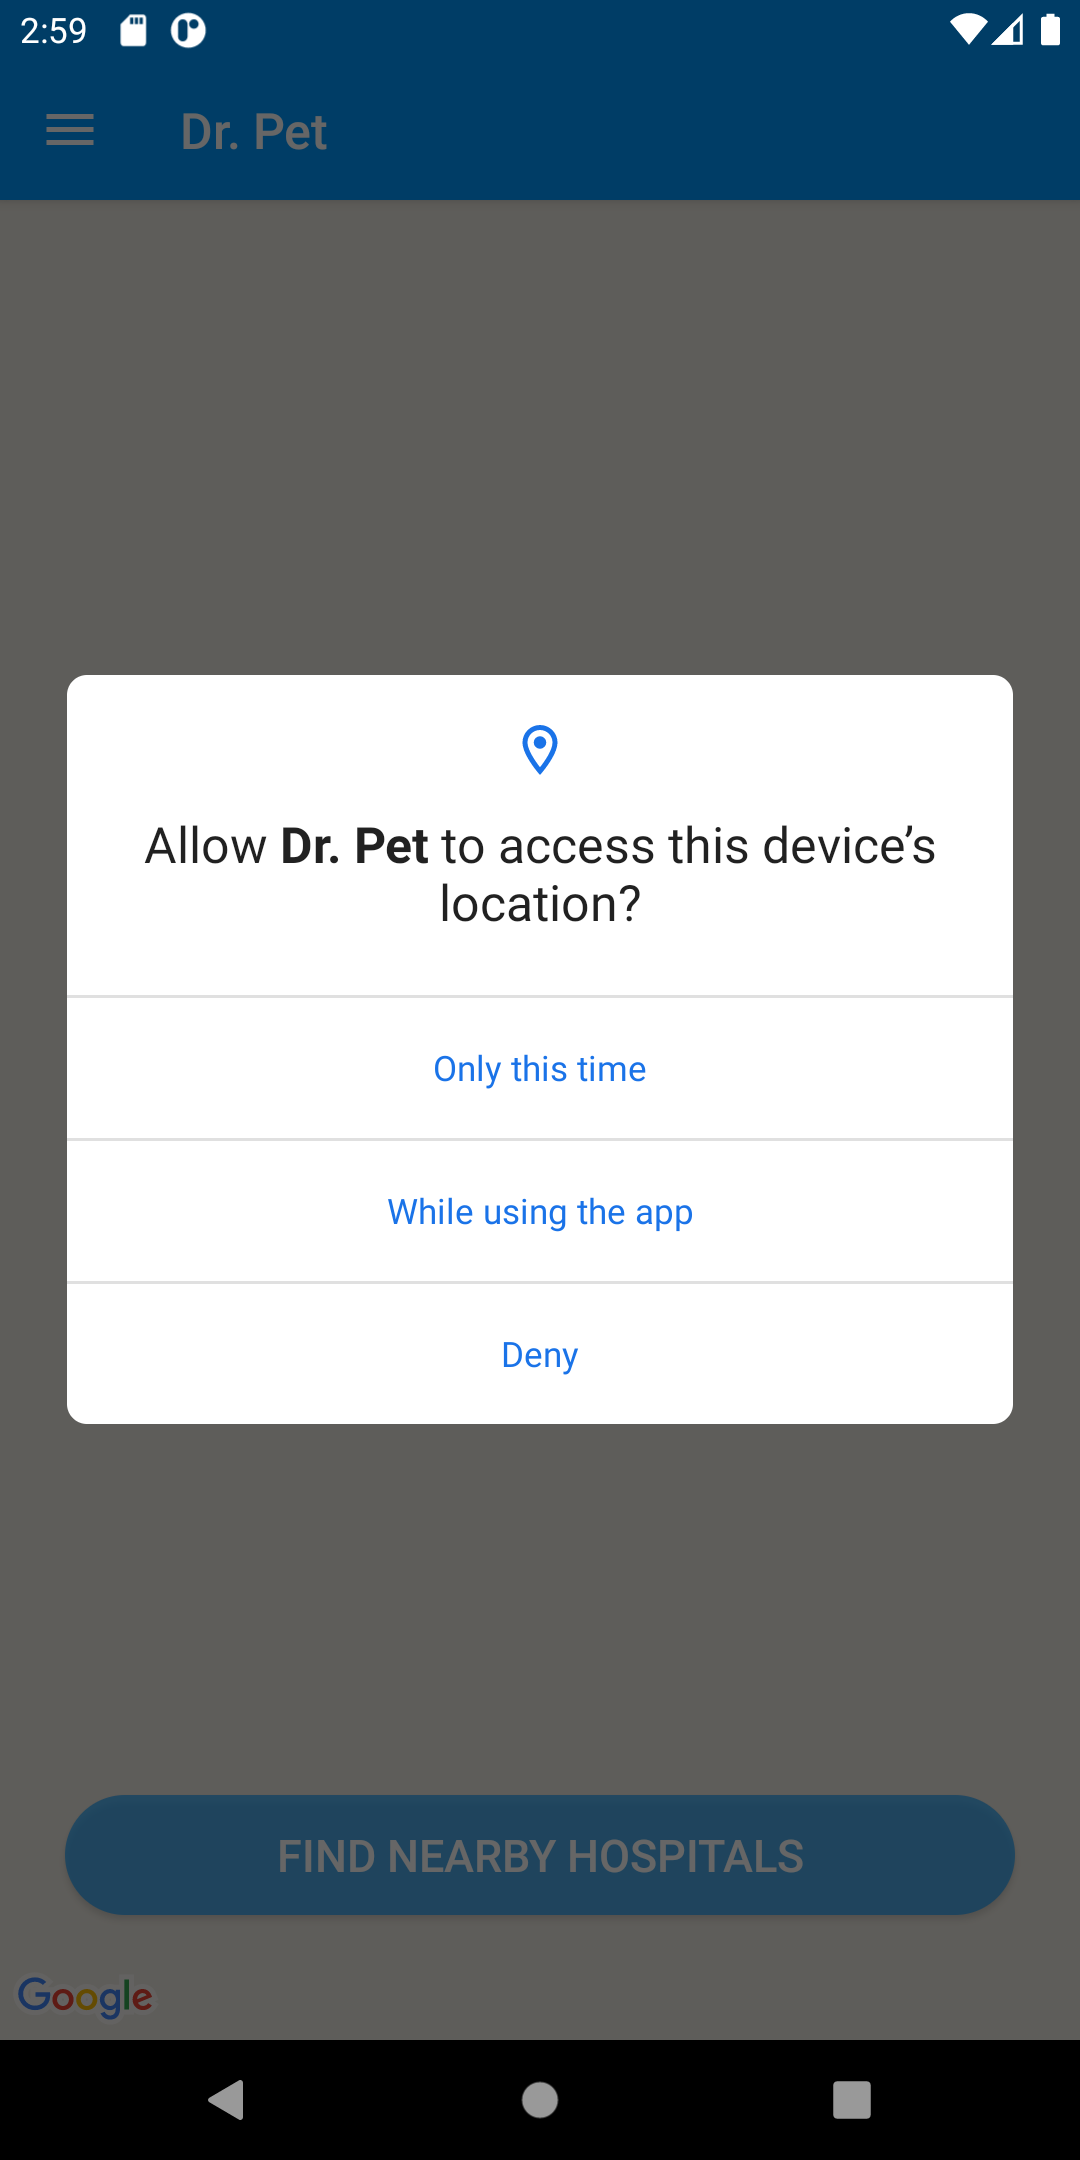 2:59
Dr. Pet
Allow Dr. Pet to access this device’s
location?
Only this time
While using the app
Deny
FIND NEARBY HOSPITALS
Google